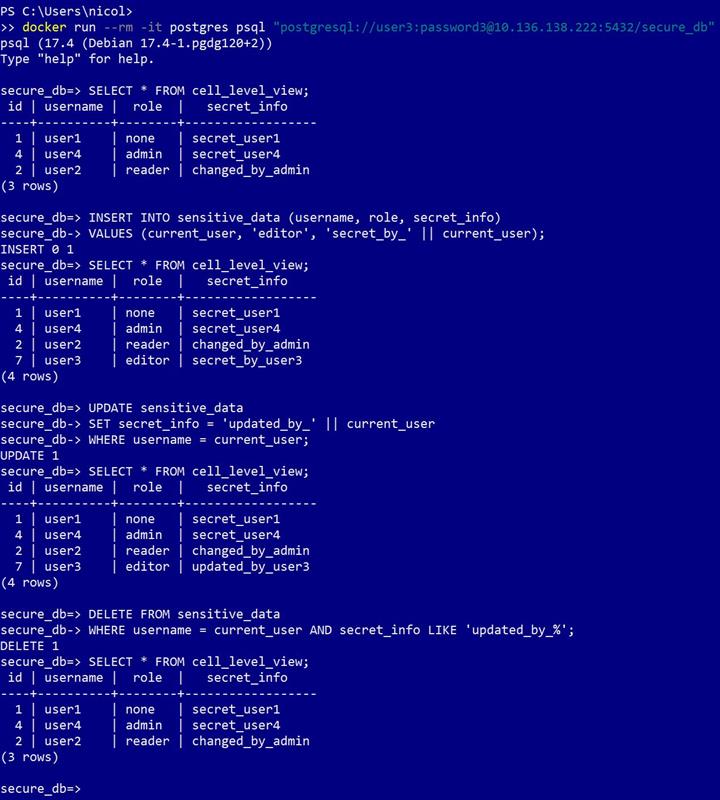 PS C:\Users\nicol>
>> docker run --rm -it postgres psql "postgresql://user3:password3@10.136.138.222:5432/secure_db"
psql (17.4 (Debian 17.4-1.pgdg120+2))
Type "help" for help.

secure_db=> SELECT * FROM cell_level_view;
 id | username |  role  |   secret_info
----+----------+--------+------------------
  1 | user1    | none   | secret_user1
  4 | user4    | admin  | secret_user4
  2 | user2    | reader | changed_by_admin
(3 rows)

secure_db=> INSERT INTO sensitive_data (username, role, secret_info)
secure_db-> VALUES (current_user, 'editor', 'secret_by_' || current_user);
INSERT 0 1
secure_db=> SELECT * FROM cell_level_view;
 id | username |  role  |   secret_info
----+----------+--------+------------------
  1 | user1    | none   | secret_user1
  4 | user4    | admin  | secret_user4
  2 | user2    | reader | changed_by_admin
  7 | user3    | editor | secret_by_user3
(4 rows)

secure_db=> UPDATE sensitive_data
secure_db-> SET secret_info = 'updated_by_' || current_user
secure_db-> WHERE username = current_user;
UPDATE 1
secure_db=> SELECT * FROM cell_level_view;
 id | username |  role  |   secret_info
----+----------+--------+------------------
  1 | user1    | none   | secret_user1
  4 | user4    | admin  | secret_user4
  2 | user2    | reader | changed_by_admin
  7 | user3    | editor | updated_by_user3
(4 rows)

secure_db=> DELETE FROM sensitive_data
secure_db-> WHERE username = current_user AND secret_info LIKE 'updated_by_%';
DELETE 1
secure_db=> SELECT * FROM cell_level_view;
 id | username |  role  |   secret_info
----+----------+--------+------------------
  1 | user1    | none   | secret_user1
  4 | user4    | admin  | secret_user4
  2 | user2    | reader | changed_by_admin
(3 rows)

secure_db=>